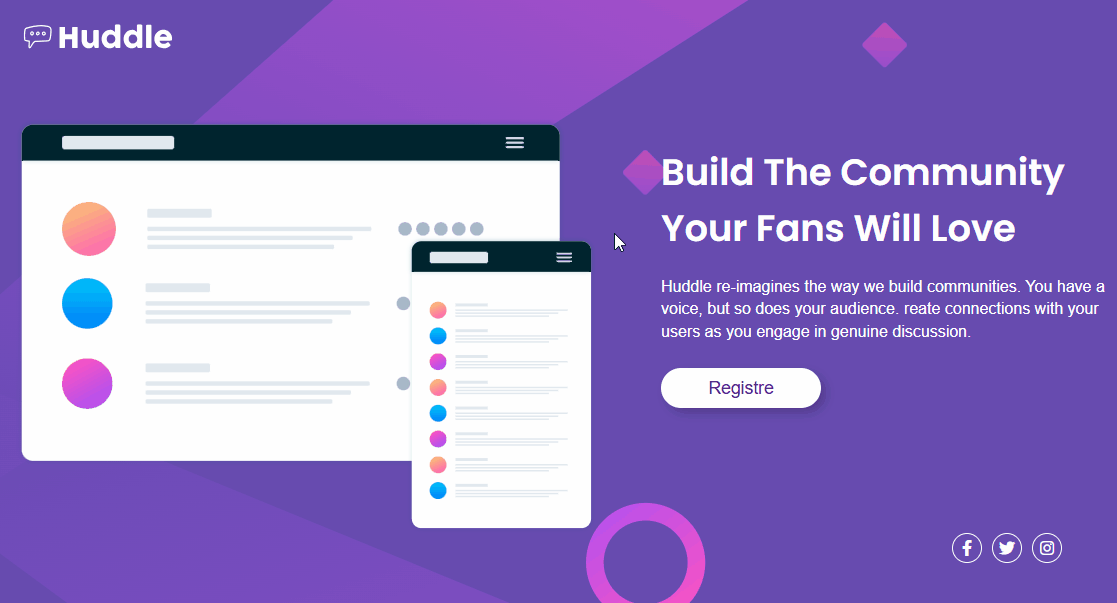 Huddle
Build The Community
Your Fans Will Love
Huddle re-imagines the way we build communities. You have a
voice, but so does your audience. reate connections with your
users as you engage in genuine discussion.
Registre